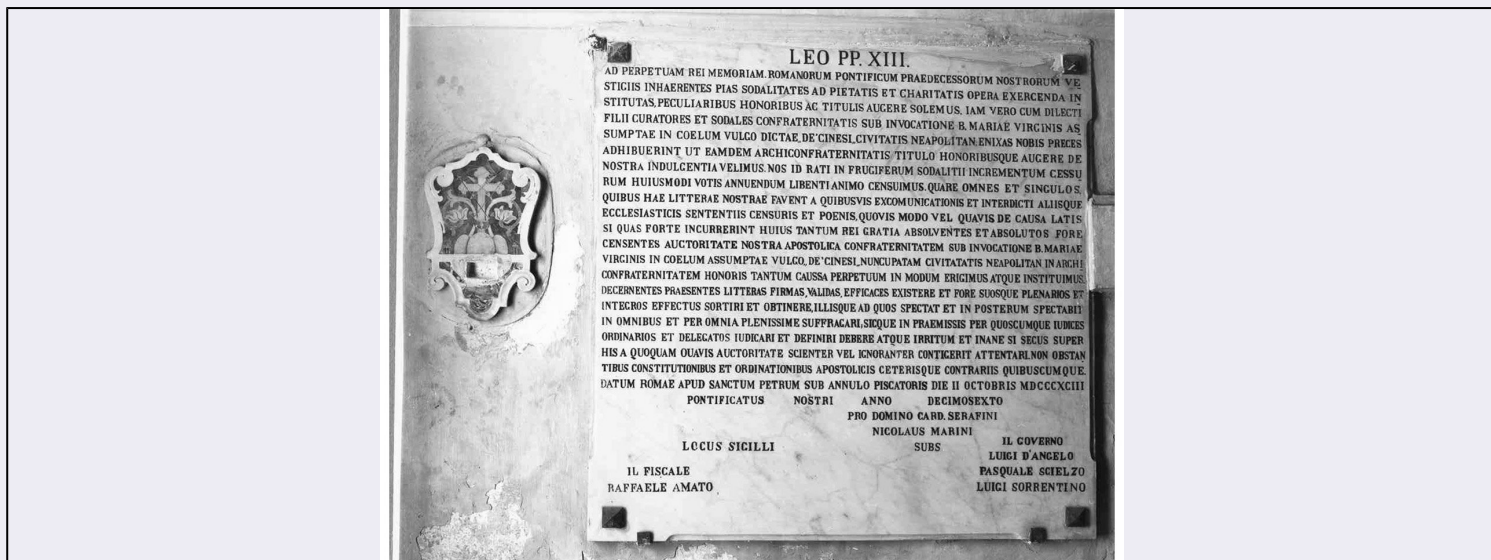 LEO PP. XIII.
AD PERPETUAM REI MEMORIAM. ROMANORUM PONTIFICUM PRAEDECESSORUM NOSTRORUM VE
STIGIIS INHAERENTES PIAS SODALITATES AD PIETATIS ET CHARITATIS OPERA EXERCENDA IN
STITUTAS, PECULIARIBUS HONORIBUS AC TITULIS AUGERE SOLEMUS. IAM VERO CUM DILECTI
FILII CURATORES ET SODALES CONFRATERNITATIS SUB INVOCATIONE B. MARIAE VIRGINIS AS
SUMPTAE IN COELUM VULGO DICTAE DE'CINESI CIVITATIS NEAPOLITAN: ENIXAS NOBIS PRECES
ADHIBUERINT UT EAMDEM ARCHICONFRATERNITATIS TITULO HONORIBUSQUE AUGERE DE
NOSTRA INDULGENTIA VELIMUS. NOS ID RATI IN FRUGIFERUM SODALITII INCREMENTUM CESSU
RUM HUIUSMODI VOTIS ANNUENDUM LIBENTI ANIMO CENSUIMUS. QUARE OMNES ET SINGULOS,
QUIBUS HAE LITTERAE NOSTRAE FAVENT A QUIBUSVIS EXCOMUNICATIONIS ET INTERDICTI ALIISQUE
ECCLESIASTICIS SENTENTIIS CENSURIS ET POENIS, QUOVIS MODO VEL QUAVIS DE CAUSA LATIS
SI QUAS FORTE INCURRERINT HUIUS TANTUM REI GRATIA ABSOLVENTES ET ABSOLUTOS FORE
CENSENTES AUCTORITATE NOSTRA APOSTOLICA CONFRATERNITATEM SUB INVOCATIONE B. MARIAE
VIRGINIS IN COELUM ASSUMPTAE VULGO, DE'CINESI, NUNCUPATAM CIVITATATIS NEAPOLITAN IN ARCHI
CONFRATERNITATEM HONORIS TANTUM CAUSSA PERPETUUM IN MODUM ERIGIMUS ATQUE INSTITUIMUS.
DECERNENTES PRAESENTES LITTERAS FIRMAS, VALIDAS, EFFICACES EXISTERE ET FORE SUOSQUE PLENARIOS ET
INTEGROS EFFECTUS SORTIRI ET OBTINERE, ILLISQUE AD QUOS SPECTAT ET IN POSTERUM SPECTABIT
IN OMNIBUS ET PER OMNIA PLENISSIME SUFFRAGARI; SICQUE IN PRAEMISSIS PER QUOSCUMQUE IUDICES
ORDINARIOS ET DELEGATOS IUDICARI ET DEFINIRI DEBERE ATQUE IRRITUM ET INANE SI SECUS SUPER
HIS A QUOQUAM OUAVIS AUCTORITATE SCIENTER VEL IGNORANTER CONTIGERIT ATTENTARI. NON OBSTAN
TIBUS CONSTITUTIONIBUS ET ORDINATIONIBUS APOSTOLICIS CETERISQUE CONTRARIIS QUIBUSCUMQUE.
DATUM ROMAE APUD SANCTUM PETRUM SUB ANNULO PISCATORIS DIE II OCTOBRIS MDCCCXCIII
PONTIFICATUS NOSTRI ANNO DECIMOSEXTO
PRO DOMINO CARD. SERAFINI
NICOLAUS MARINI
LOCUS SIGILLI SUBS
IL GOVERNO
LUIGI D'ANGELO
IL FISCALE PASQUALE SCIELZO
RAFFAELE AMATO LUIGI SORRENTINO